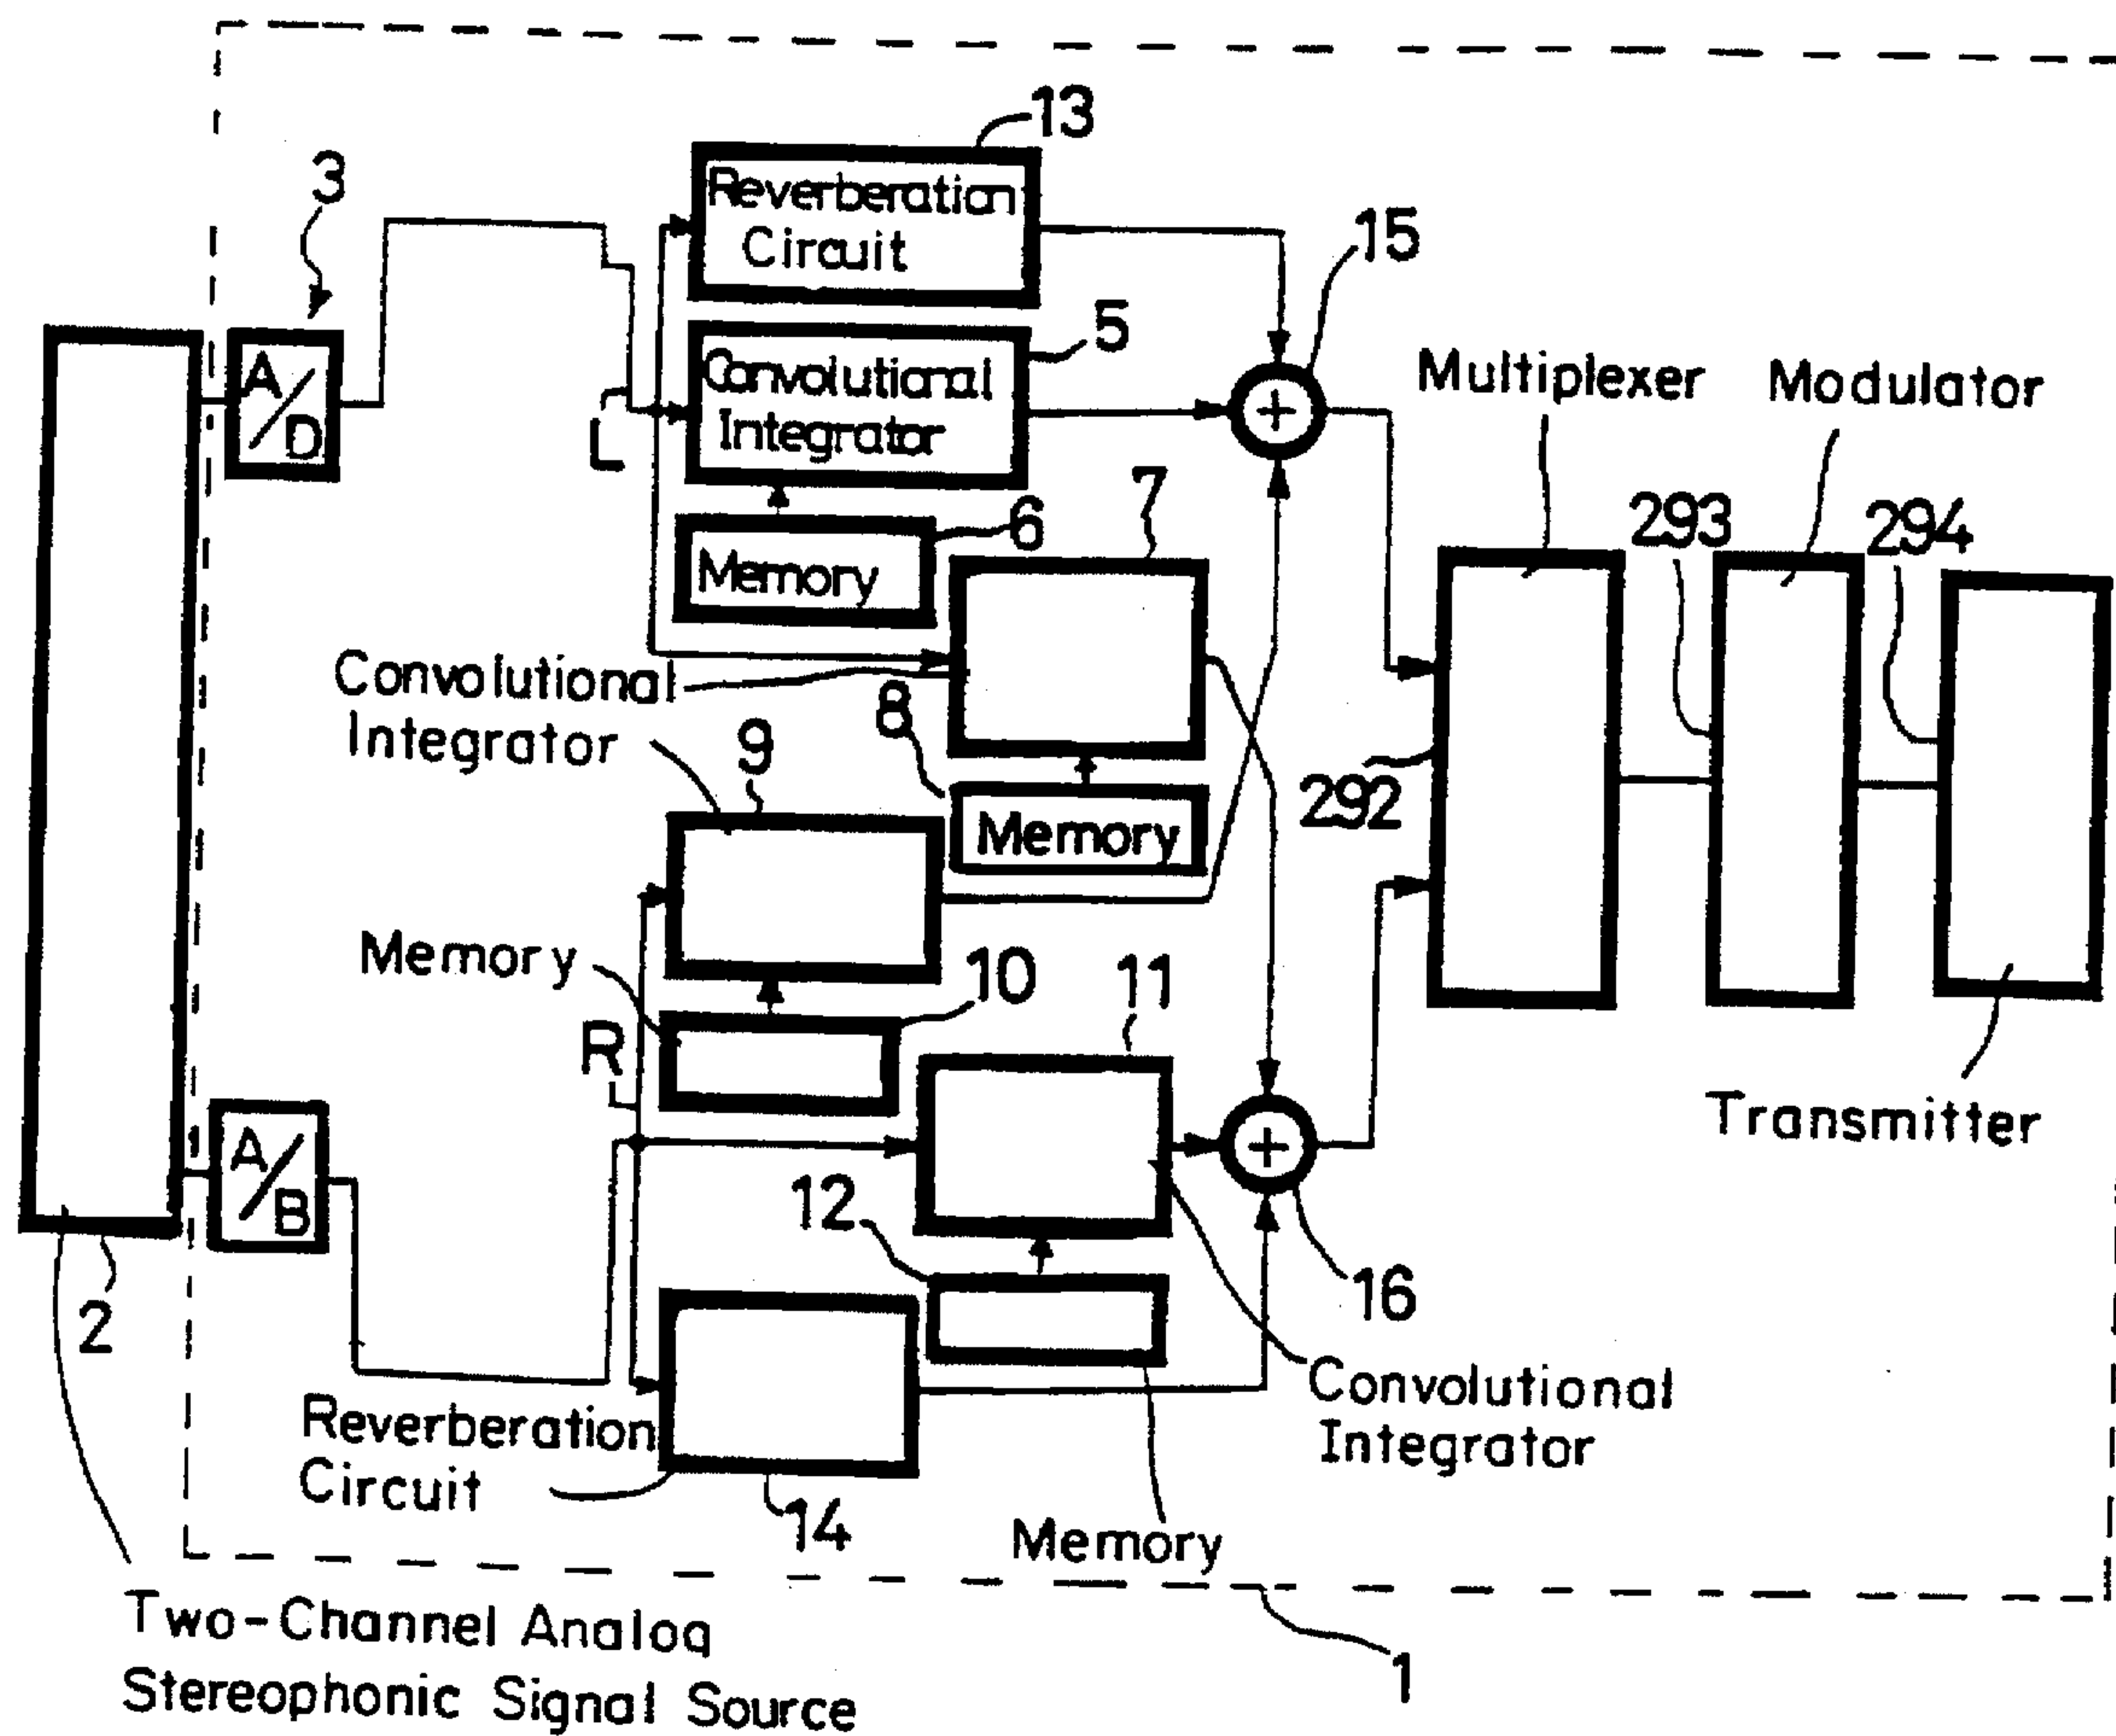 13
3
Reverberation
Circuit
15
5
A/D
Convolutional
Integrator
Multiplexer
Modulator
L
7
6
293
294
Memory
Convolutional
Integrator
8
9
292
Memory
Memory
10
11
R
Transmitter
A/B
12
16
2
Convolutional
Integrator
Reverberation
Circuit
14
Memory
Two-Channel Analog
Stereophonic Signal Source
1